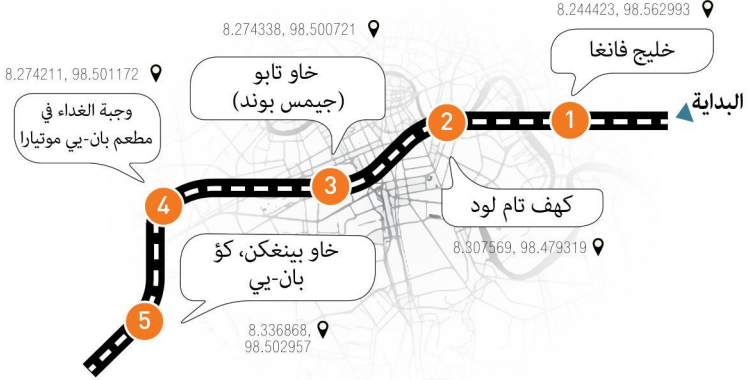 البداية
8.244423, 98.562993
خليج فانغا
1
2
كهف تام لود
8.307569, 98.479319
8.274338, 98.500721
خاو تابو
(جيمس بوند)
3
8.274211, 98.501172
وجبة الغداء في
مطعم بان-يي موتيارا
4
خاو بينغكن، كؤ
بان-يي
8.336868,
98.502957
5